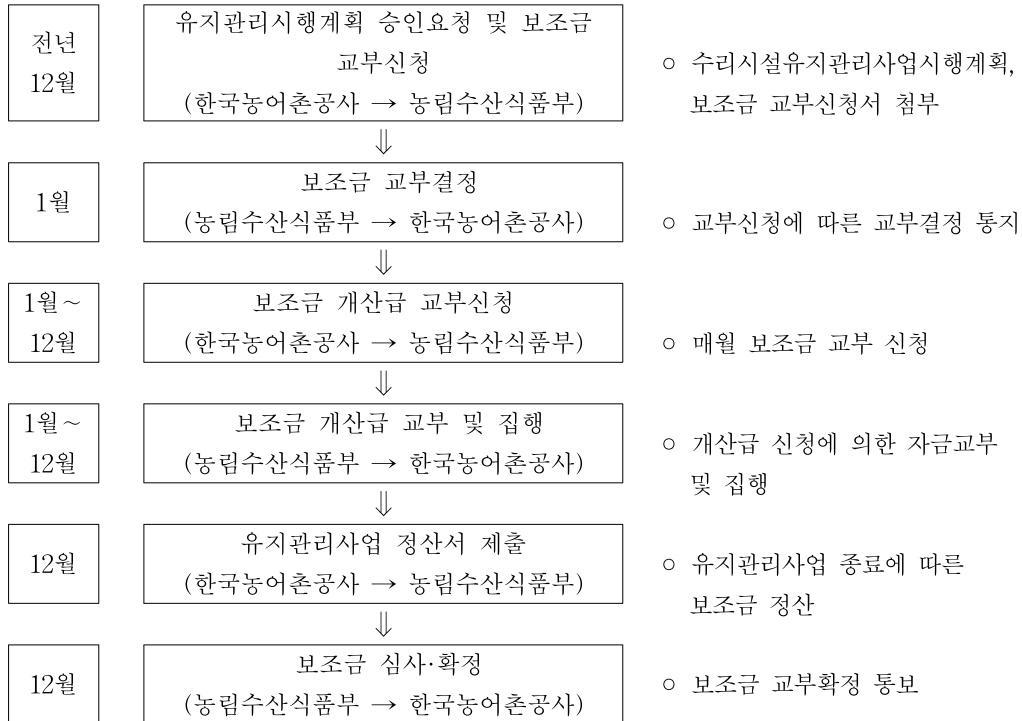 전년
12월
유지관리시행계획 승인요청 및 보조금
교부신청
(한국농어촌공사 → 농림수산식품부)
○ 수리시설유지관리사업시행계획,
보조금 교부신청서 첨부
⇓
1월
보조금 교부결정
(농림수산식품부 → 한국농어촌공사)
○ 교부신청에 따른 교부결정 통지
⇓
1월~
12월
보조금 개산급 교부신청
(한국농어촌공사 → 농림수산식품부)
○ 매월 보조금 교부 신청
⇓
1월~
12월
보조금 개산급 교부 및 집행
(농림수산식품부 → 한국농어촌공사)
○ 개산급 신청에 의한 자금교부
및 집행
⇓
12월
유지관리사업 정산서 제출
(한국농어촌공사 → 농림수산식품부)
○ 유지관리사업 종료에 따른
보조금 정산
⇓
12월
보조금 심사·확정
(농림수산식품부 → 한국농어촌공사)
○ 보조금 교부확정 통보